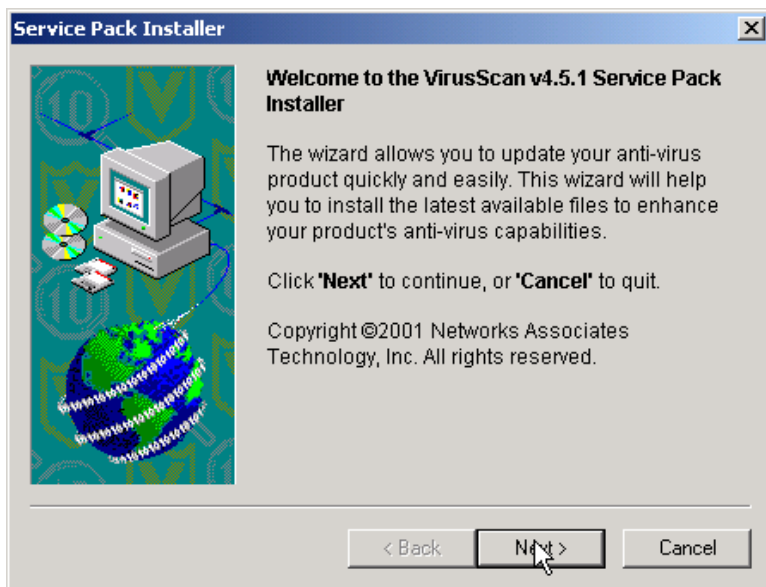 Service Pack Installer
Welcome to the VirusScan v4.5.1 Service Pack
Installer
The wizard allows you to update your anti-virus
product quickly and easily. This wizard will help
you to install the latest available files to enhance
your product's anti-virus capabilities.
Click 'Next' to continue, or 'Cancel' to quit.
Copyright ©2001 Networks Associates
Technology, Inc. All rights reserved.
< Back
Next >
Cancel